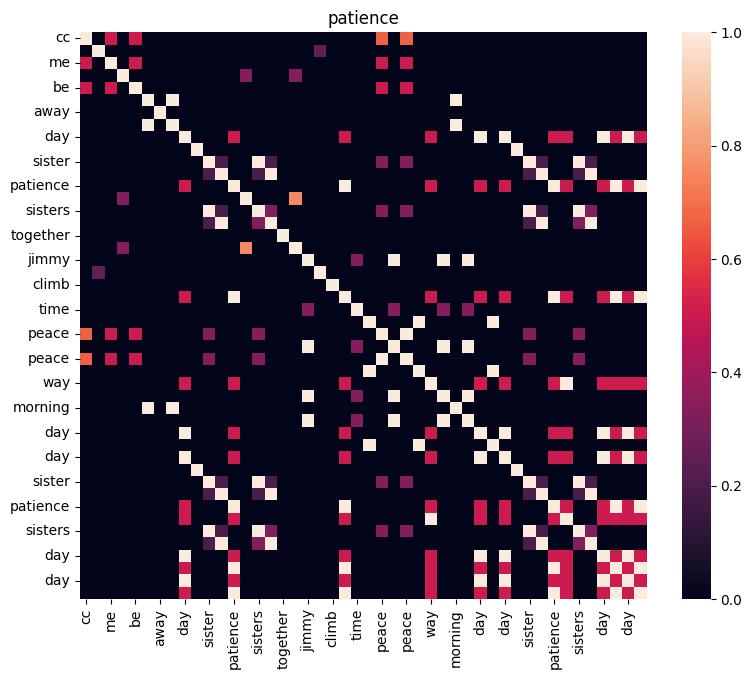 patience
cc
me
be
away
day
sister
patience
sisters
together
jimmy
climb
time
peace
peace
way
morning
day
day
sister
patience
sisters
day
day
1.0
0.8
0.6
0.4
0.2
0.0
cc
me
be
away
day
sister
patience
sisters
together
jimmy
climb
time
peace
peace
way
morning
day
day
sister
patience
sisters
day
day